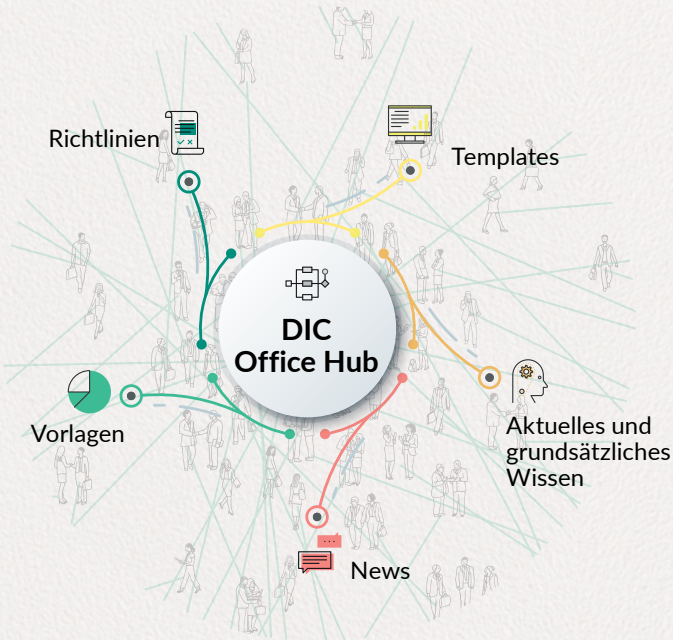 Richtlinien
Templates
DIC
Office Hub
Vorlagen
Aktuelles und
grundsätzliches
Wissen
News